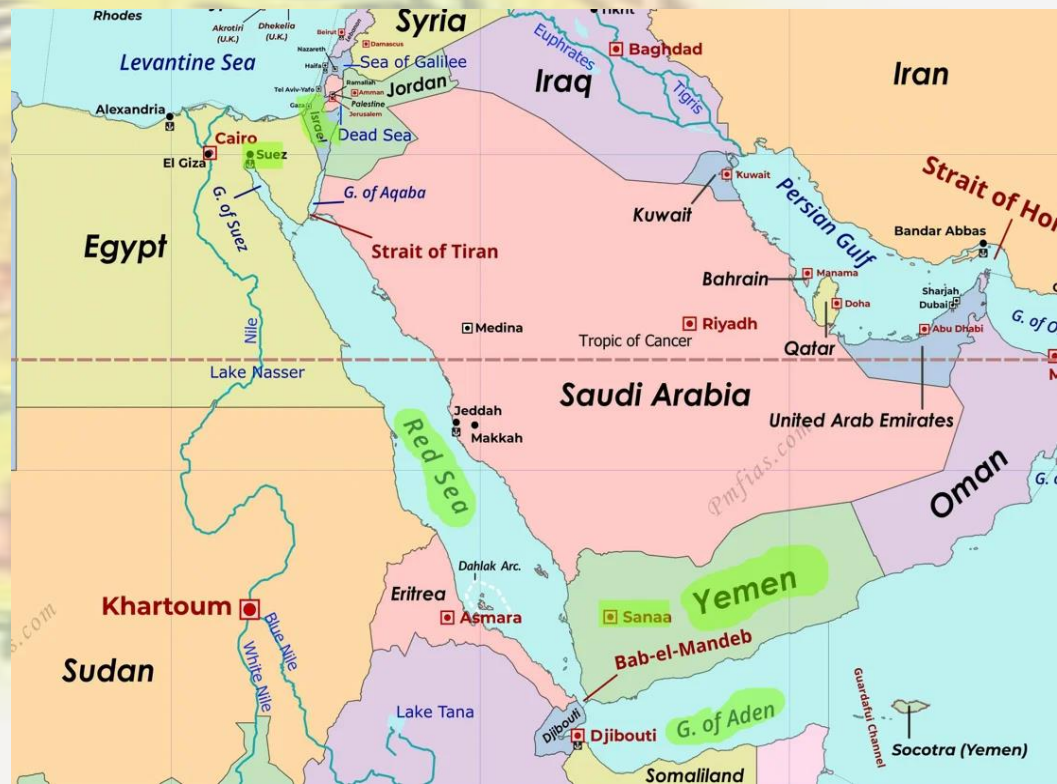 Rhodes
Akrotiri
(U.K.)
Dhekelia
(U.K.)
Beirut
Lebanon
Syria
Tikrit
Damascus
Baghdad
Levantine Sea
Nazareth
Haifa
Sea of Galilee
Euphrates
Iraq
Iran
Tel Aviv-Yafo
Ramallah
Amman
Jordan
Tigris
Gaza
Palestine
Jerusalem
Israel
Dead Sea
Alexandria
Cairo
El Giza
Suez
G. of Suez
G. of Aqaba
Kuwait
Kuwait
Persian Gulf
Strait of Hor
Egypt
Strait of Tiran
Bandar Abbas
Bahrain
Manama
Sharjah
Dubai
Doha
Abu Dhabi
G. of O
Nile
Medina
Riyadh
Tropic of Cancer
Qatar
M
Lake Nasser
Saudi Arabia
United Arab Emirates
Jeddah
Makkah
Red Sea
Pmfias.com
Oman
G. o
Dahlak Arc.
Eritrea
Asmara
Sanaa
Yemen
Khartoum
s.com
Blue Nile
White Nile
Sudan
Bab-el-Mandeb
Lake Tana
Djibouti
Djibouti
G. of Aden
Guardafui Channel
Socotra (Yemen)
Somaliland